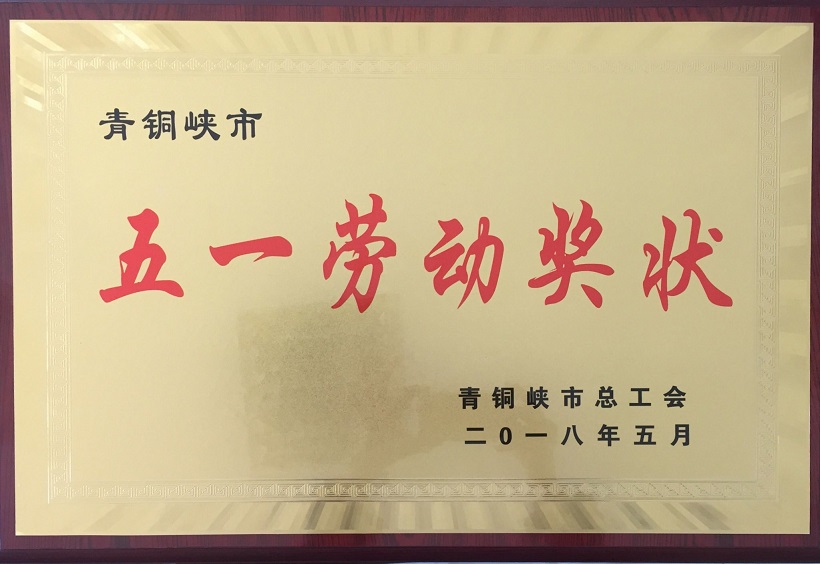 青铜峡市
五一劳动奖状
青铜峡市总工会
二0一八年五月